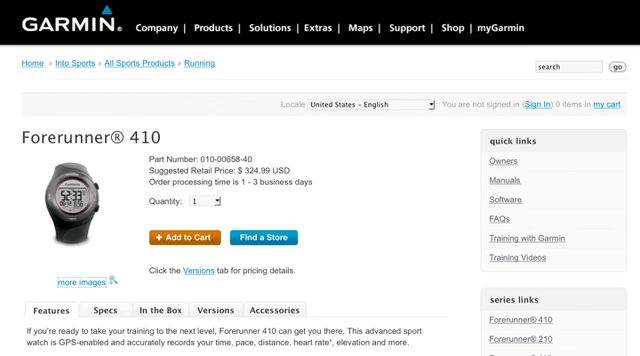 GARMIN®
Company | Products | Solutions | Extras | Maps | Support | Shop | myGarmin
Home » Into Sports » All Sports Products » Running
search go
Locale United States - English You are not signed in (Sign In) 0 items in my cart
Forerunner® 410
Part Number: 010-00658-40
Suggested Retail Price: $ 324.99 USD
Order processing time is 1 - 3 business days
Quantity: 1
+ Add to Cart Find a Store
Click the Versions tab for pricing details.
more images
Features Specs In the Box Versions Accessories
If you're ready to take your training to the next level, Forerunner 410 can get you there. This advanced sport
watch is GPS-enabled and accurately records your time, pace, distance, heart rate¹, elevation and more.
quick links
Owners
Manuals
Software
FAQs
Training with Garmin
Training Videos
series links
Forerunner® 410
Forerunner® 210